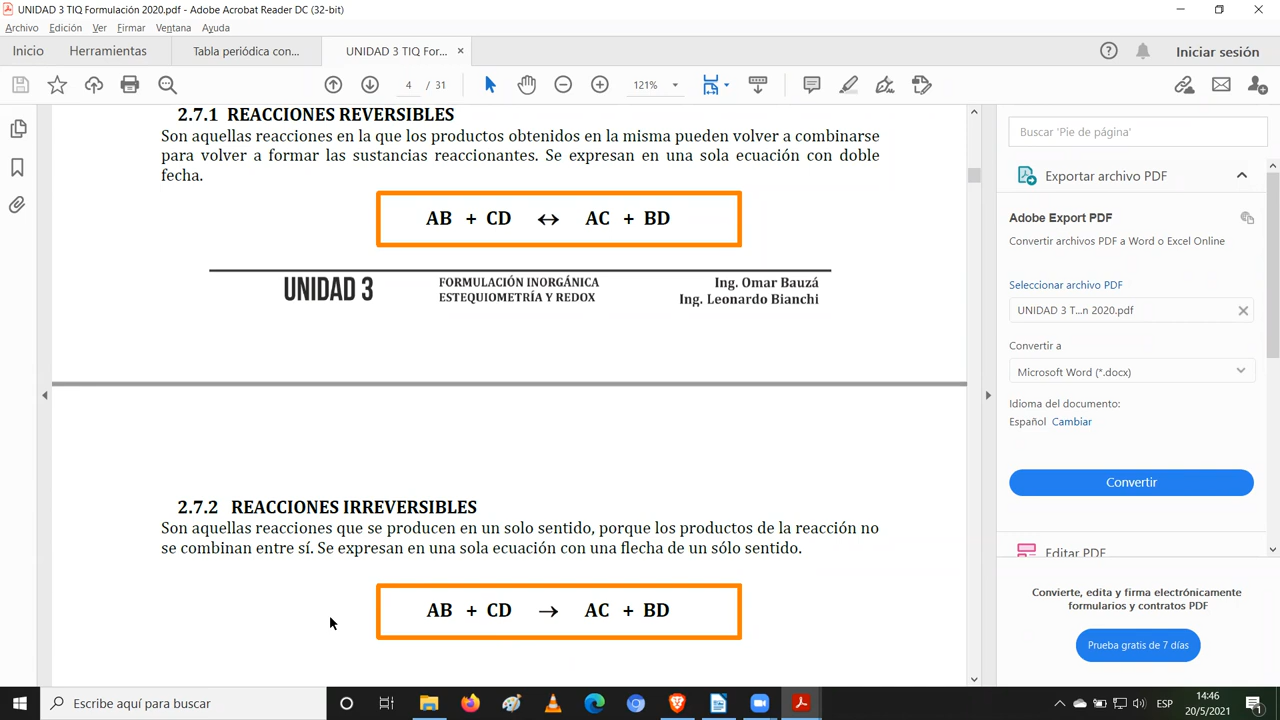 UNIDAD 3 TIQ Formulación 2020.pdf - Adobe Acrobat Reader DC (32-bit)
Archivo Edición Ver Firmar Ventana Ayuda
Inicio Herramientas Tabla periódica con... UNIDAD 3 TIQ For... × Iniciar sesión
4 / 31 121%
2.7.1 REACCIONES REVERSIBLES
Son aquellas reacciones en la que los productos obtenidos en la misma pueden volver a combinarse
para volver a formar las sustancias reaccionantes. Se expresan en una sola ecuación con doble
fecha.
AB + CD ↔ AC + BD
UNIDAD 3
FORMULACIÓN INORGÁNICA
ESTEQUIOMETRÍA Y REDOX
Ing. Omar Bauzá
Ing. Leonardo Bianchi
2.7.2 REACCIONES IRREVERSIBLES
Son aquellas reacciones que se producen en un solo sentido, porque los productos de la reacción no
se combinan entre sí. Se expresan en una sola ecuación con una flecha de un sólo sentido.
AB + CD → AC + BD
Buscar 'Pie de página'
Exportar archivo PDF
Adobe Export PDF
Convertir archivos PDF a Word o Excel Online
Seleccionar archivo PDF
UNIDAD 3 T...n 2020.pdf
Convertir a
Microsoft Word (*.docx)
Idioma del documento:
Español Cambiar
Convertir
Editar PDF
Convierte, edita y firma electrónicamente
formularios y contratos PDF
Prueba gratis de 7 días
Escribe aquí para buscar
ESP
14:46
20/5/2021
1